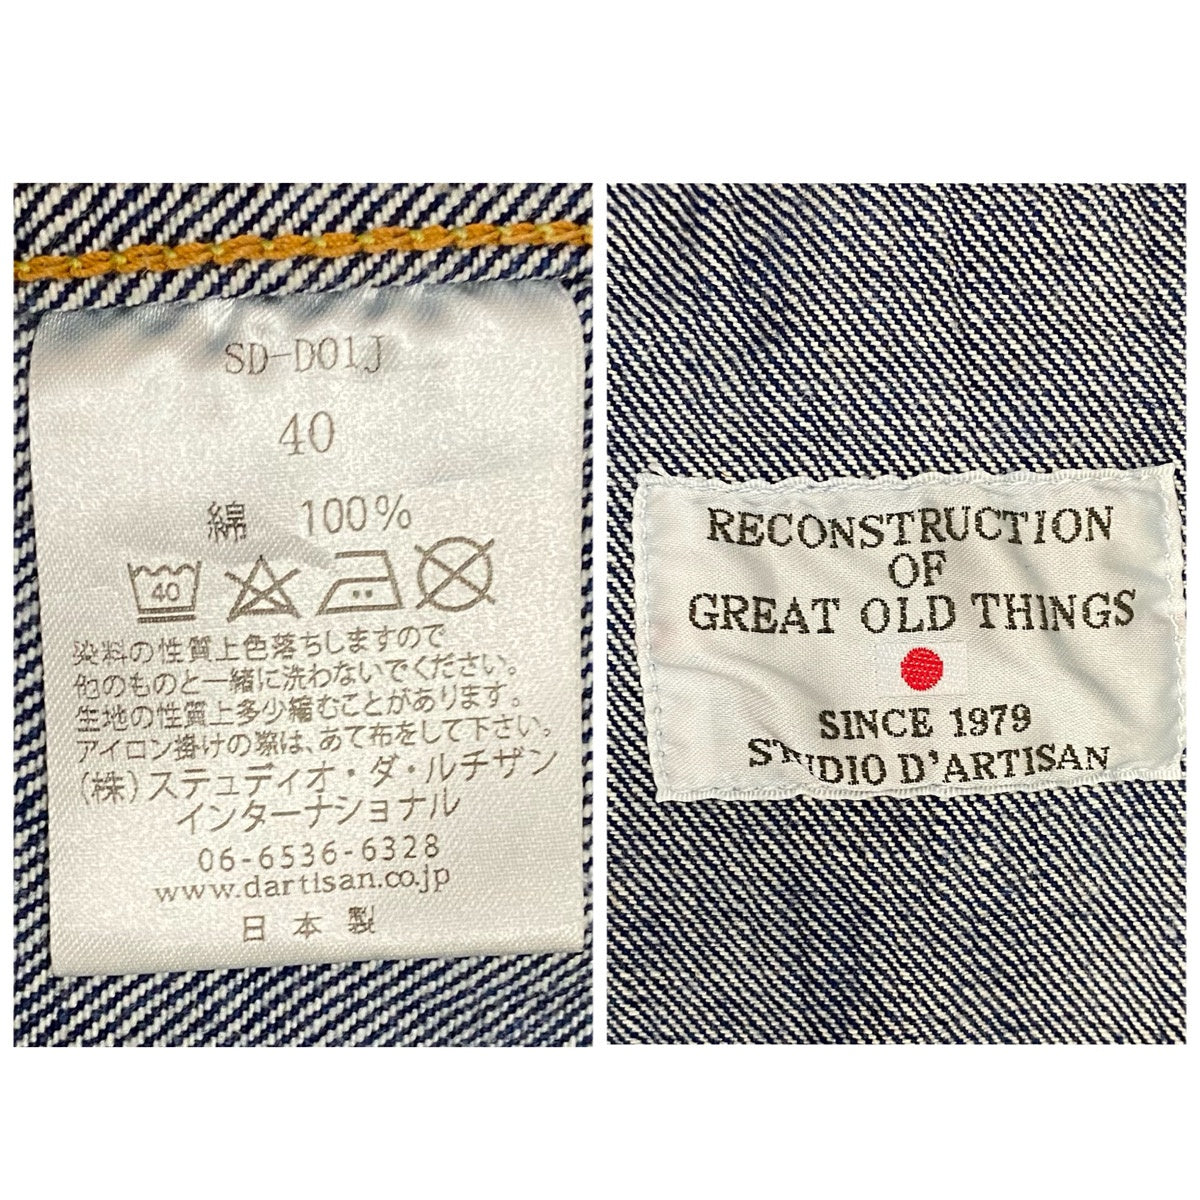 SD-D01J
40
綿 100%
40
染料の性質上色落ちしますので
他のものと一緒に洗わないでください。
生地の性質上多少縮むことがあります。
アイロン掛けの際は、あて布をして下さい。
(株)ステュディオ・ダ・ルチザン
インターナショナル
06-6536-6328
www.dartisan.co.jp
日本製
RECONSTRUCTION
OF
GREAT OLD THINGS
SINCE 1979
STUDIO D'ARTISAN